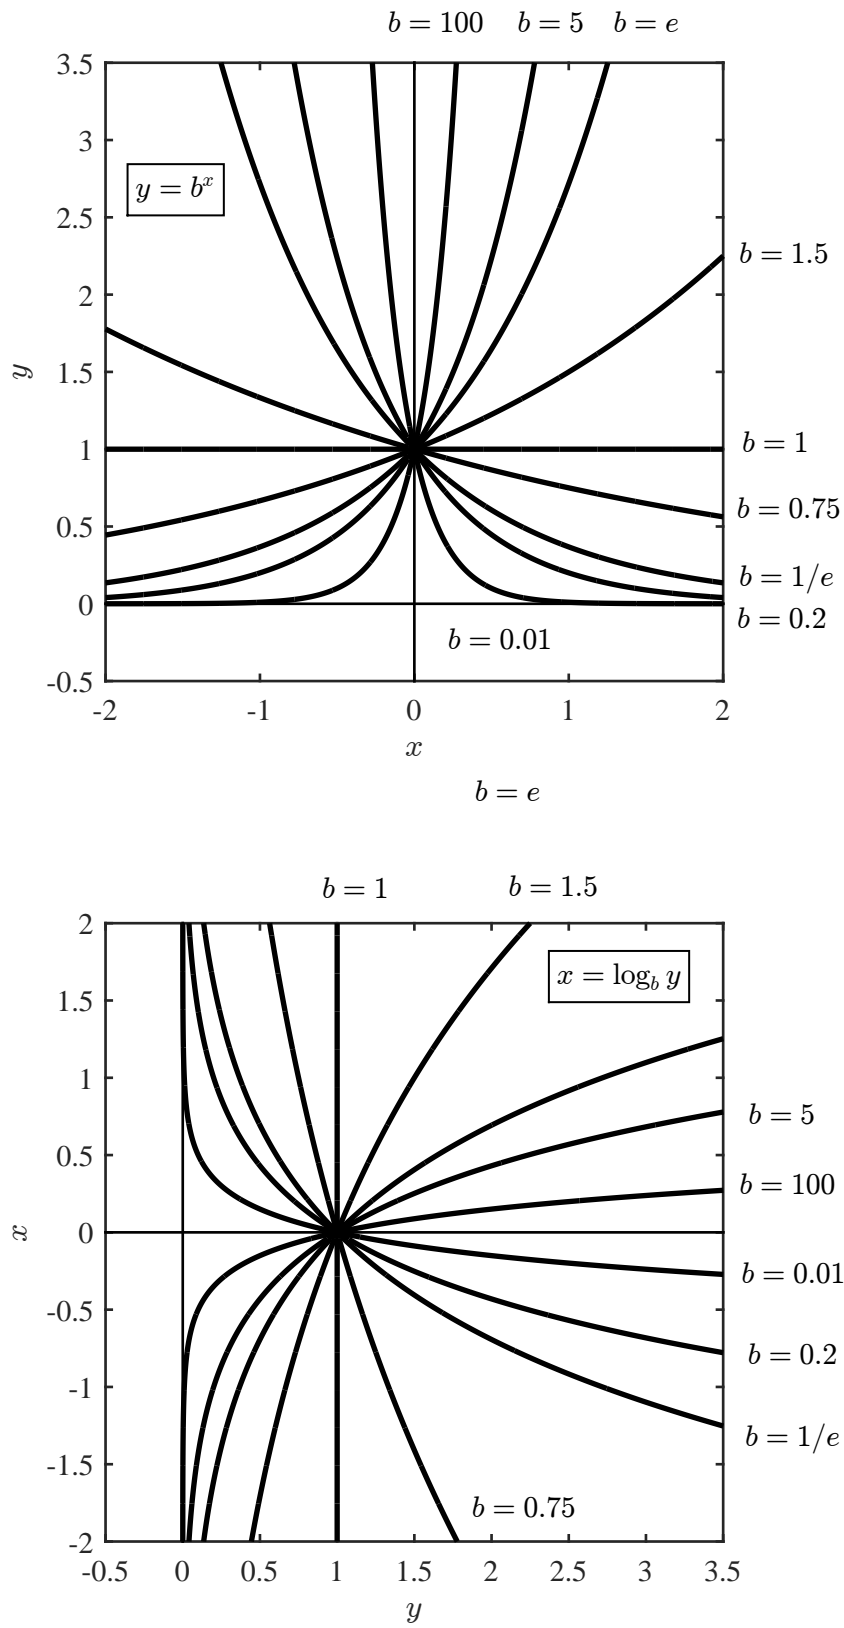 b = 100 b = 5 b = e
3.5
3
y = b^x
2.5
b = 1.5
2
1.5
y
1
b = 1
b = 0.75
0.5
b = 1/e
0
b = 0.2
b = 0.01
-0.5
-2 -1 0 1 2
x
b = e
b = 1 b = 1.5
2
x = log_b y
1.5
1
b = 5
0.5
b = 100
x
0
b = 0.01
-0.5
b = 0.2
-1
b = 1/e
-1.5
b = 0.75
-2
-0.5 0 0.5 1 1.5 2 2.5 3 3.5
y